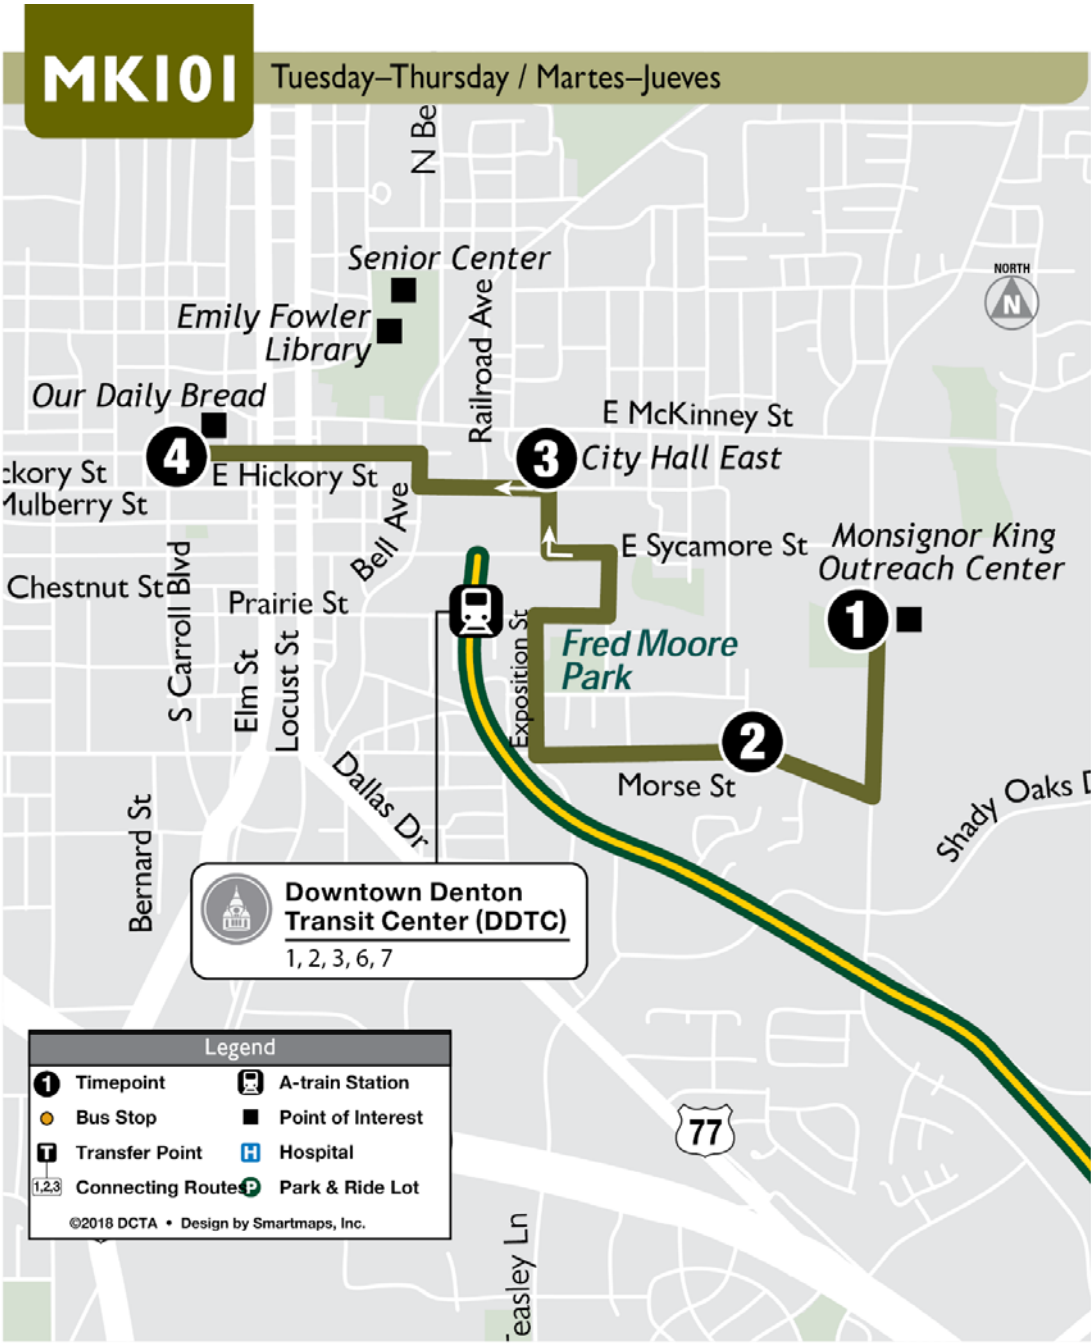 MK101
Tuesday–Thursday / Martes–Jueves
N Be
NORTH
N
Senior Center
Emily Fowler
Library
Railroad Ave
Our Daily Bread
E McKinney St
4
3
City Hall East
ckory St
E Hickory St
Mulberry St
Bell Ave
E Sycamore St
Monsignor King
Outreach Center
Chestnut St
S Carroll Blvd
Prairie St
1
Exposition St
Fred Moore
Park
Elm St
Locust St
2
Morse St
Dallas Dr
Shady Oaks D
Bernard St
Downtown Denton
Transit Center (DDTC)
1, 2, 3, 6, 7
Legend
1 Timepoint
A-train Station
Bus Stop
Point of Interest
T Transfer Point
H Hospital
1,2,3 Connecting Routes
P Park & Ride Lot
©2018 DCTA • Design by Smartmaps, Inc.
77
Teasley Ln